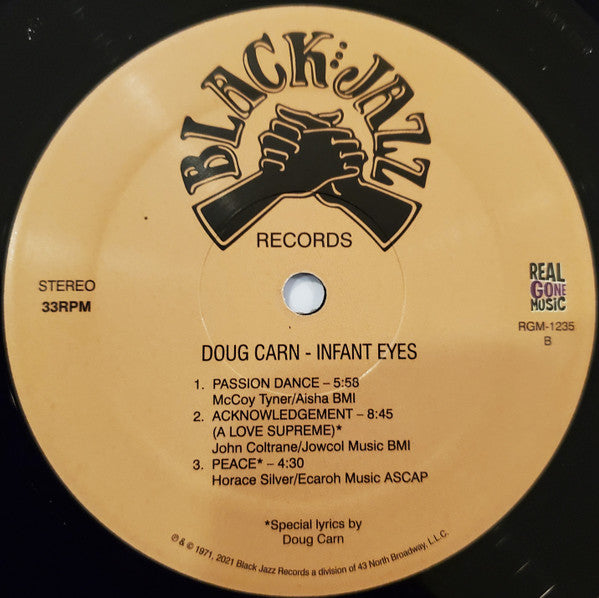 BLACK JAZZ
RECORDS
STEREO
33RPM
REAL
GONE
MUSIC
RGM-1235
B
DOUG CARN - INFANT EYES
1. PASSION DANCE – 5:58
McCoy Tyner/Aisha BMI
2. ACKNOWLEDGEMENT – 8:45
(A LOVE SUPREME)*
John Coltrane/Jowcol Music BMI
3. PEACE* – 4:30
Horace Silver/Ecaroh Music ASCAP
*Special lyrics by
Doug Carn
℗ & © 1971, 2021 Black Jazz Records a division of 43 North Broadway, L.L.C.